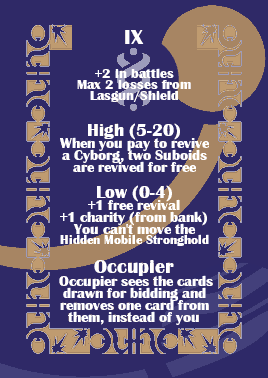 IX
+2 in battles
Max 2 losses from
Lasgun/Shield
High (5-20)
When you pay to revive
a Cyborg, two Suboids
are revived for free
Low (0-4)
+1 free revival
+1 charity (from bank)
You can't move the
Hidden Mobile Stronghold
Occupier
Occupier sees the cards
drawn for bidding and
removes one card from
them, instead of you